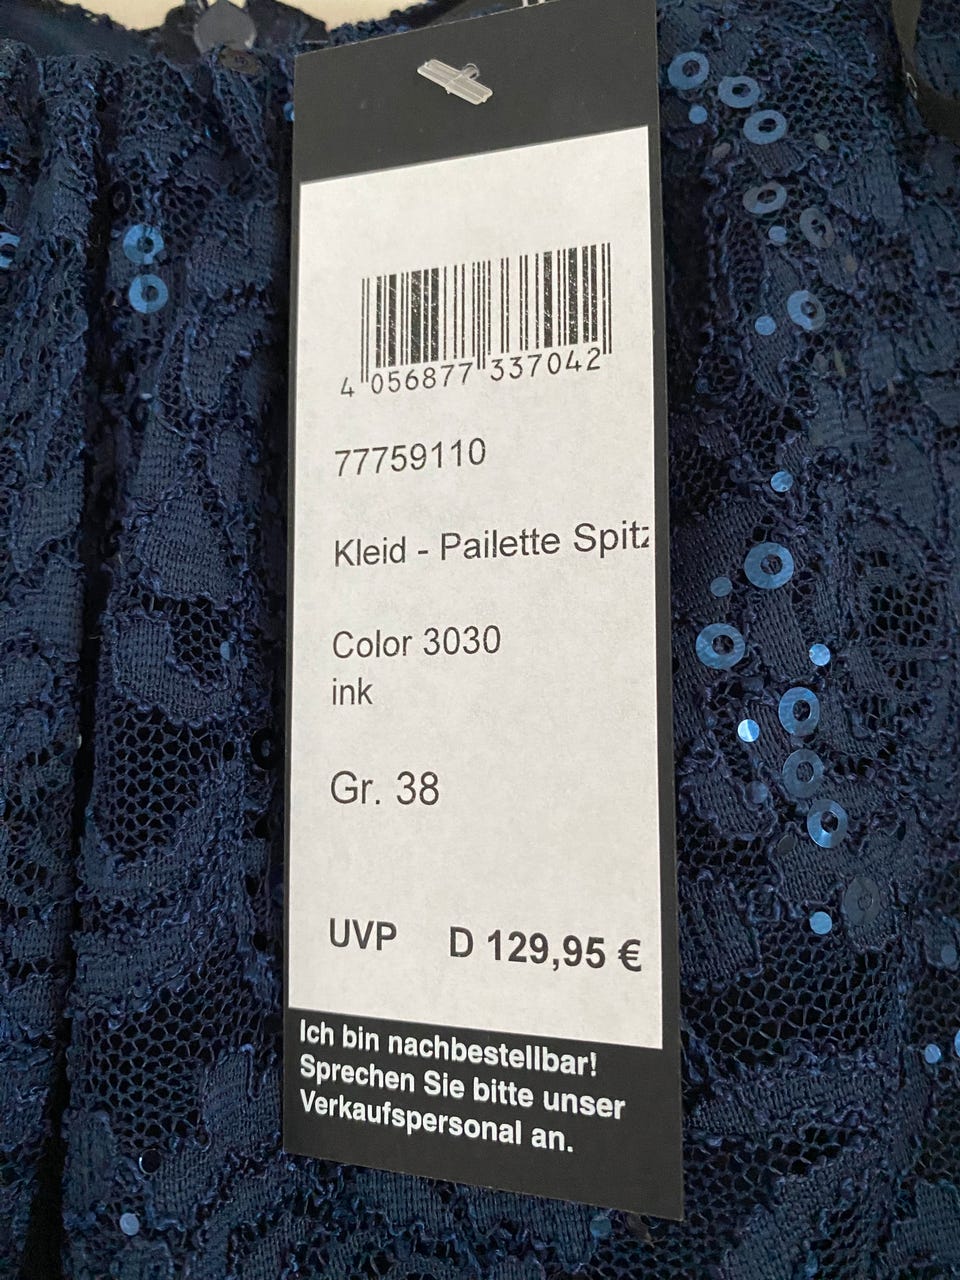 4 056877 337042
77759110
Kleid - Pailette Spitz
Color 3030
ink
Gr. 38
UVP D 129,95 €
Ich bin nachbestellbar!
Sprechen Sie bitte unser
Verkaufspersonal an.